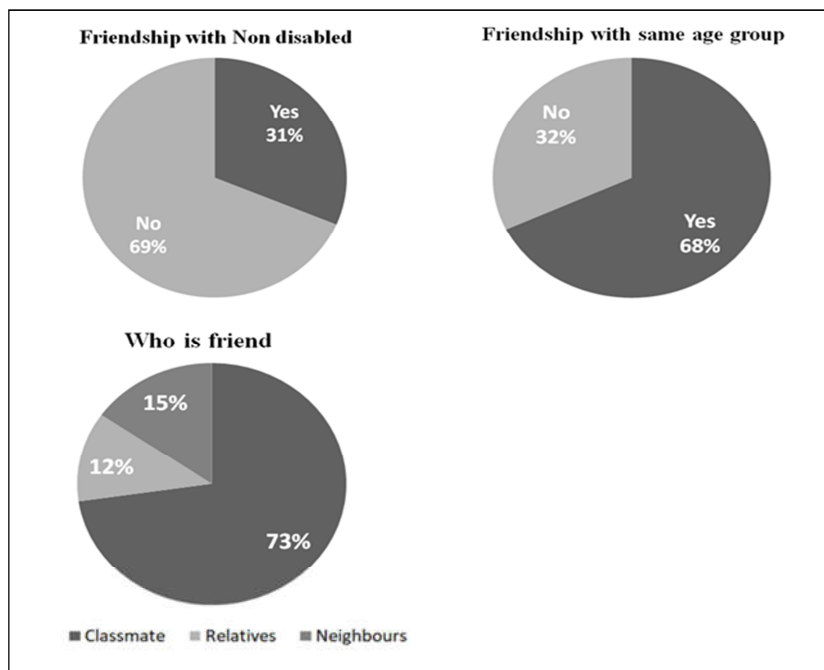 Friendship with Non disabled
Yes
31%
No
69%
Friendship with same age group
No
32%
Yes
68%
Who is friend
15%
12%
73%
Classmate Relatives Neighbours